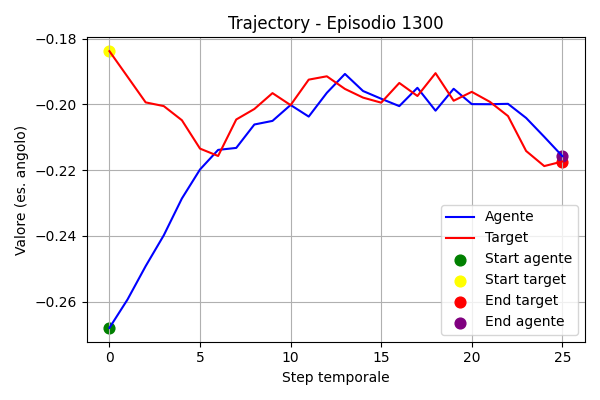 Trajectory - Episodio 1300
Valore (es. angolo)
−0.18
−0.20
−0.22
−0.24
−0.26
0
5
10
15
20
25
Step temporale
Agente
Target
Start agente
Start target
End target
End agente